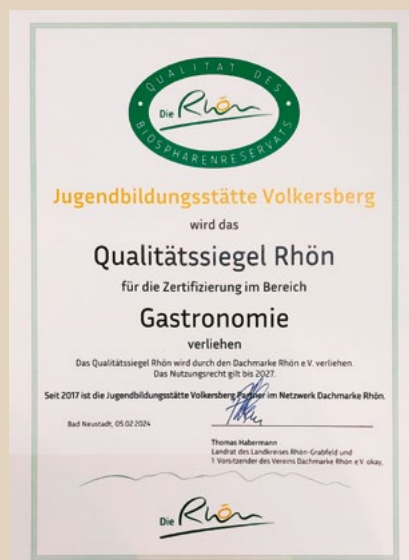 QUALITÄT DES
Die Rhön
BIOSPHÄRENRESERVATS
Jugendbildungsstätte Volkersberg
wird das
Qualitätssiegel Rhön
für die Zertifizierung im Bereich
Gastronomie
verliehen
Das Qualitätssiegel Rhön wird durch den Dachmarke Rhön e.V. verliehen.
Das Nutzungsrecht gilt bis 2027.
Seit 2017 ist die Jugendbildungsstätte Volkersberg Partner im Netzwerk Dachmarke Rhön.
Bad Neustadt, 05.02.2024
Thomas Habermann
Landrat des Landkreises Rhön-Grabfeld und
1. Vorsitzender des Vereins Dachmarke Rhön e.V. okay.
Die Rhön